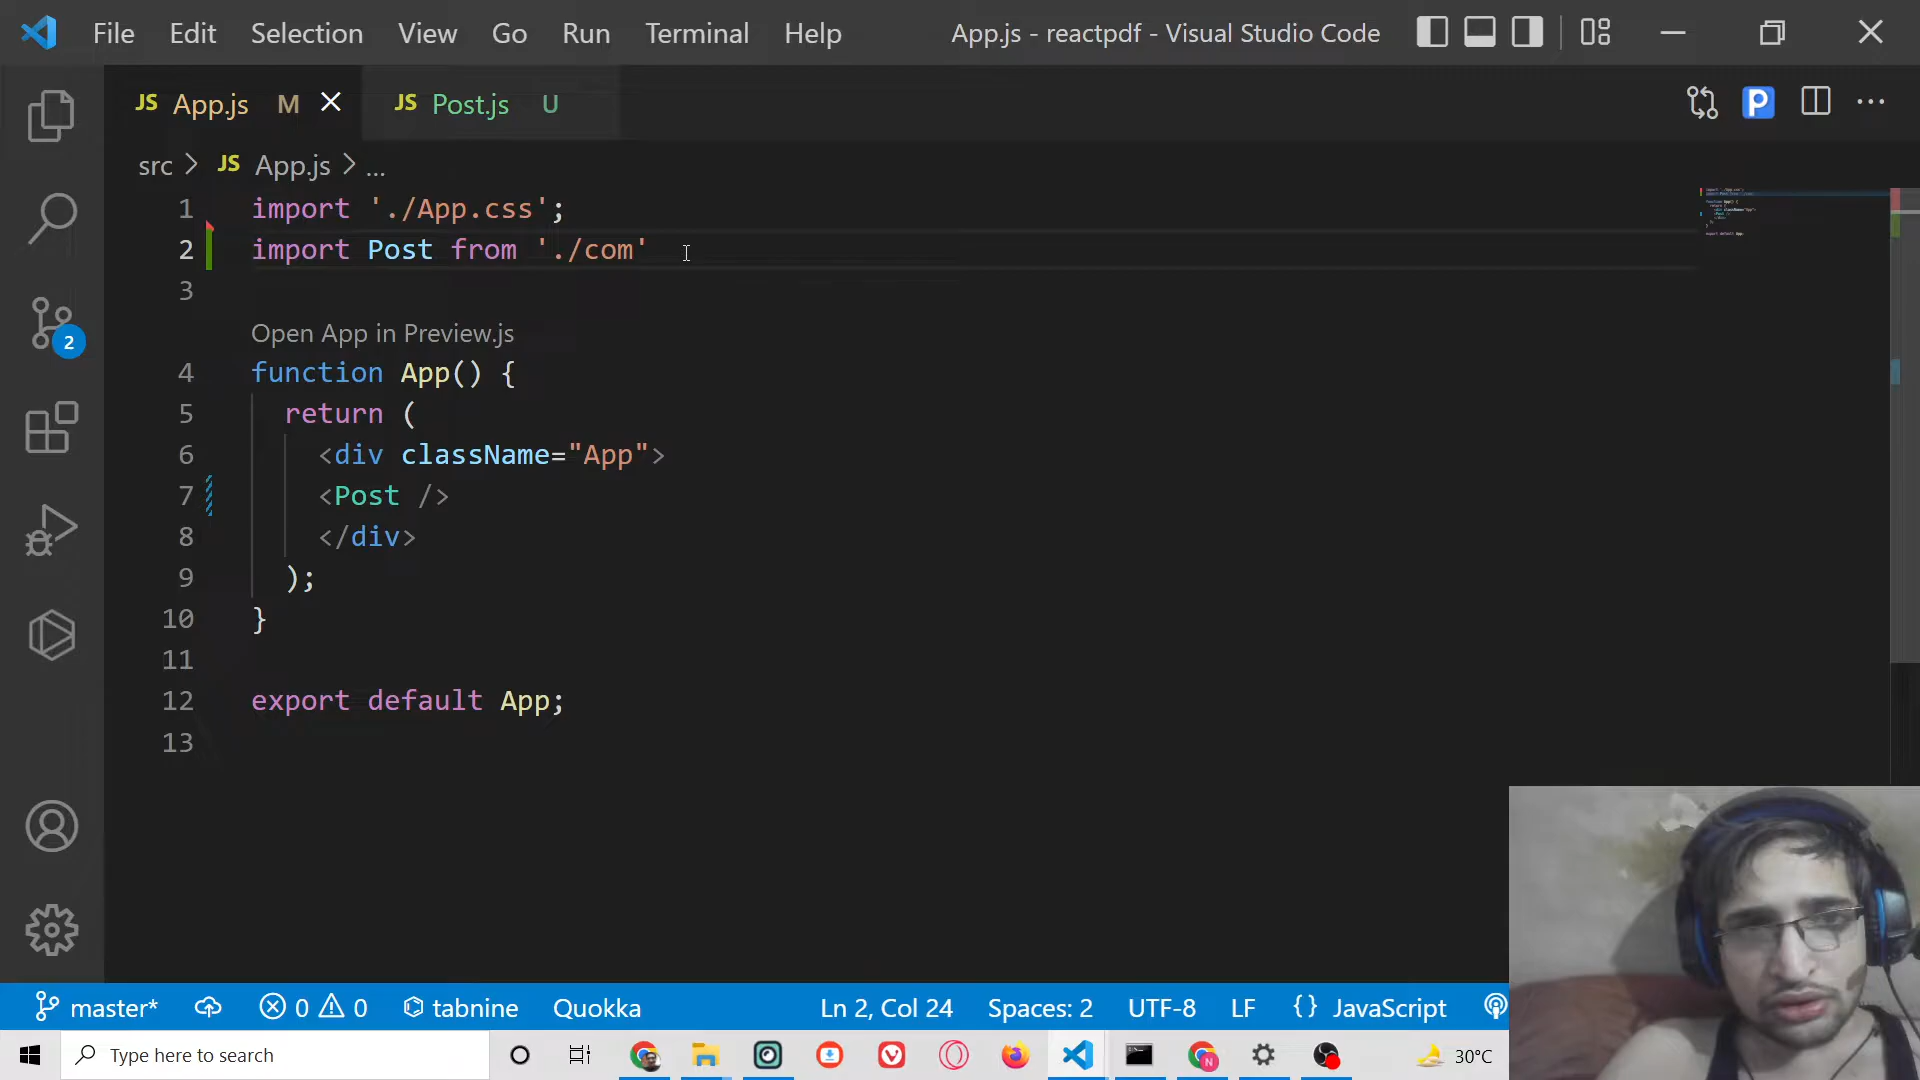 File Edit Selection View Go Run Terminal Help App.js - reactpdf - Visual Studio Code
JS App.js M JS Post.js U
src > JS App.js > ...
1 import './App.css';
2 import Post from './com'
3
Open App in Preview.js
4 function App() {
5 return (
6 <div className="App">
7 <Post />
8 </div>
9 );
10 }
11
12 export default App;
13
2
master* 0 0 tabnine Quokka Ln 2, Col 24 Spaces: 2 UTF-8 LF {} JavaScript
Type here to search 30°C